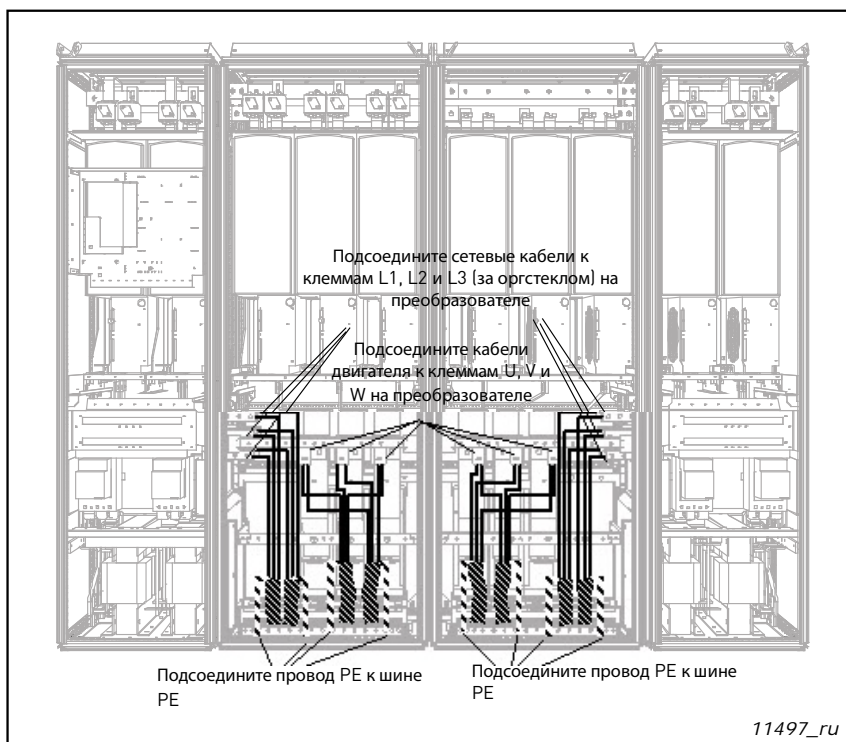 Подсоедините сетевые кабели к
клеммам L1, L2 и L3 (за оргстеклом) на
преобразователе
Подсоедините кабели
двигателя к клеммам U, V и
W на преобразователе
Подсоедините провод PE к шине
PE
Подсоедините провод PE к шине
PE
11497_ru